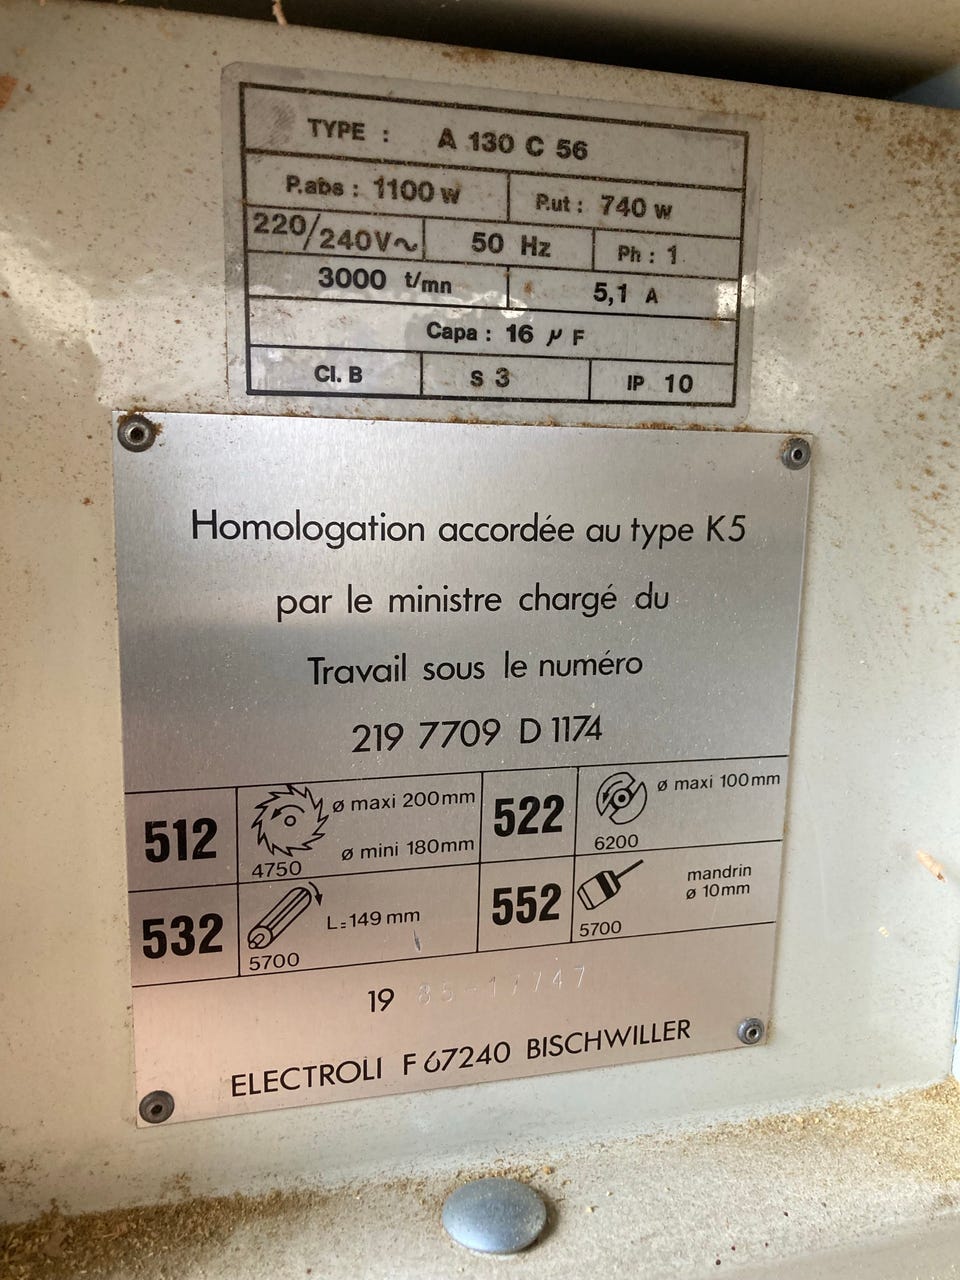 TYPE : A 130 C 56
P.abs : 1100 W P.ut : 740 W
220/240V~ 50 Hz Ph : 1
3000 t/mn 5,1 A
Capa : 16 µ F
Cl. B S 3 IP 10
Homologation accordée au type K5
par le ministre chargé du
Travail sous le numéro
219 7709 D 1174
512 ø maxi 200mm
ø mini 180mm
4750
522 ø maxi 100mm
6200
532 L=149 mm
5700
552 mandrin
ø 10mm
5700
19 85-17747
ELECTROLI F 67240 BISCHWILLER